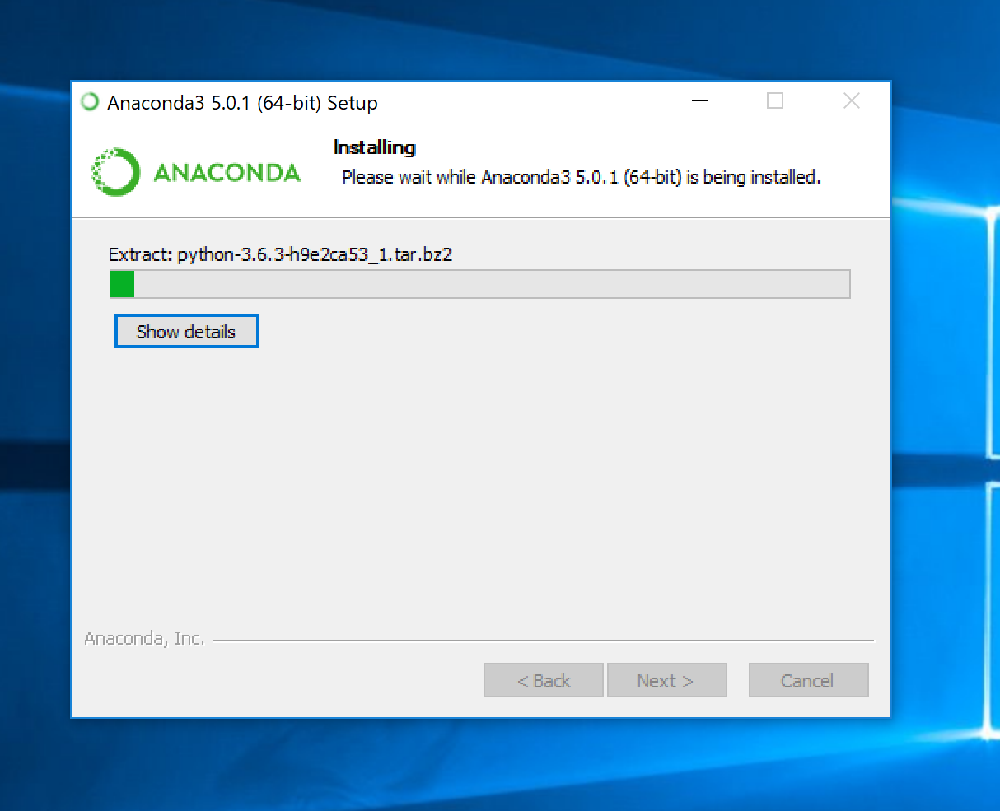 Anaconda3 5.0.1 (64-bit) Setup
ANACONDA
Installing
Please wait while Anaconda3 5.0.1 (64-bit) is being installed.
Extract: python-3.6.3-h9e2ca53_1.tar.bz2
Show details
Anaconda, Inc.
< Back
Next >
Cancel